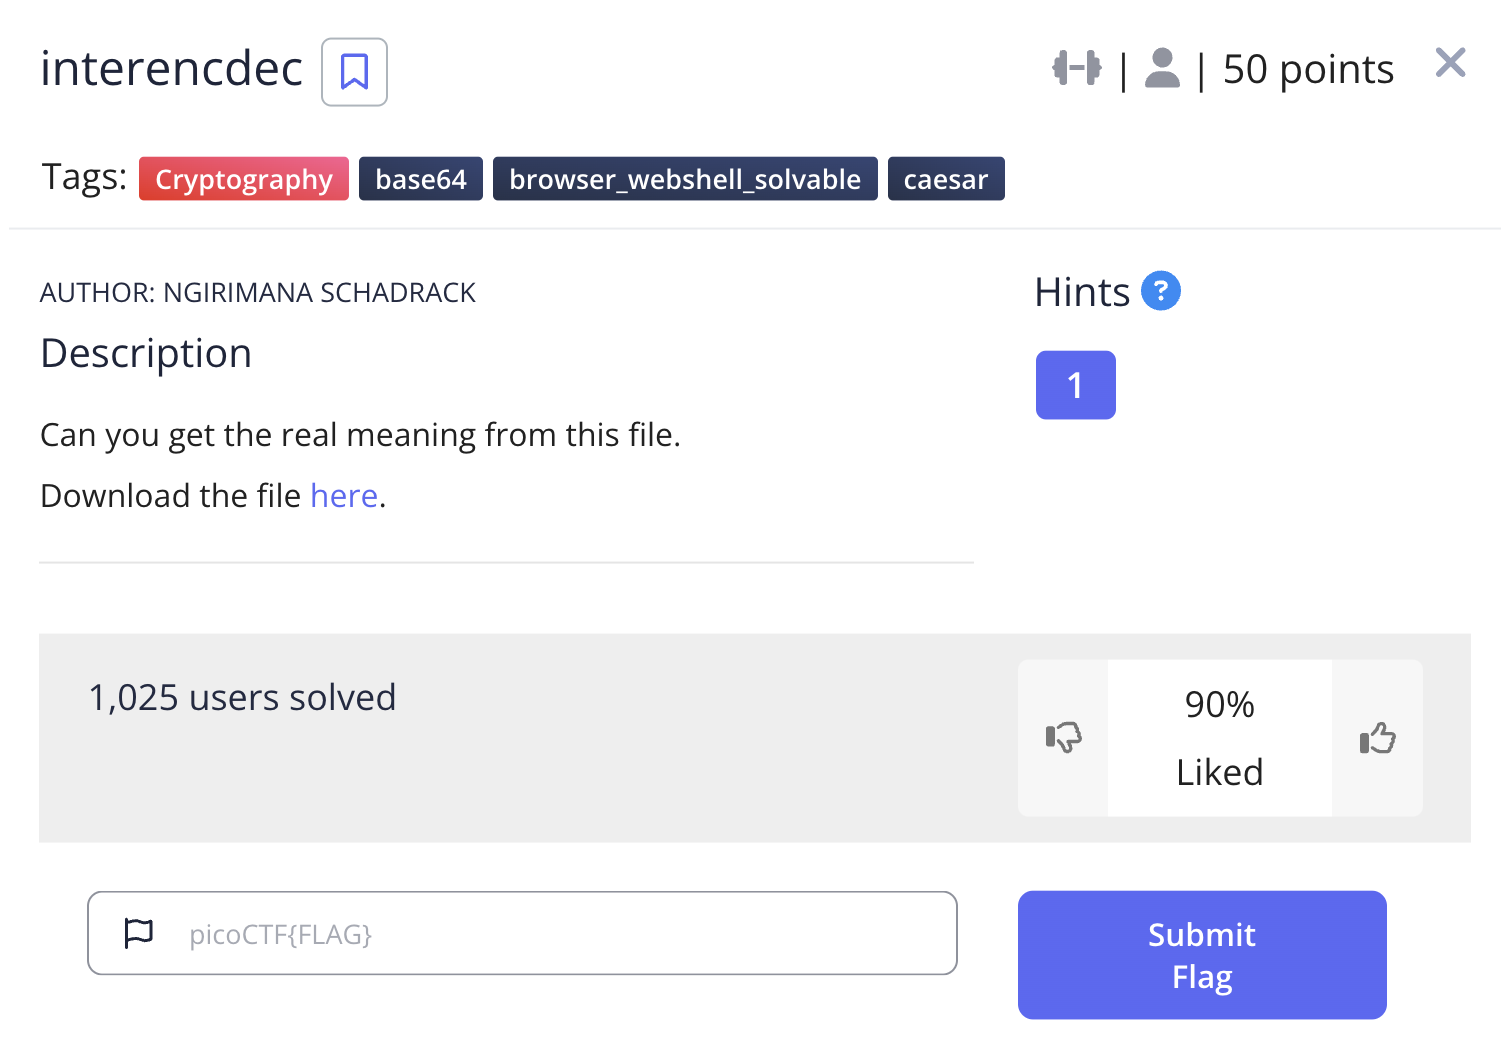 interencdec
| | 50 points
Tags: Cryptography base64 browser_webshell_solvable caesar
AUTHOR: NGIRIMANA SCHADRACK
Description
Can you get the real meaning from this file.
Download the file here.
Hints ?
1
1,025 users solved
90%
Liked
picoCTF{FLAG}
Submit
Flag